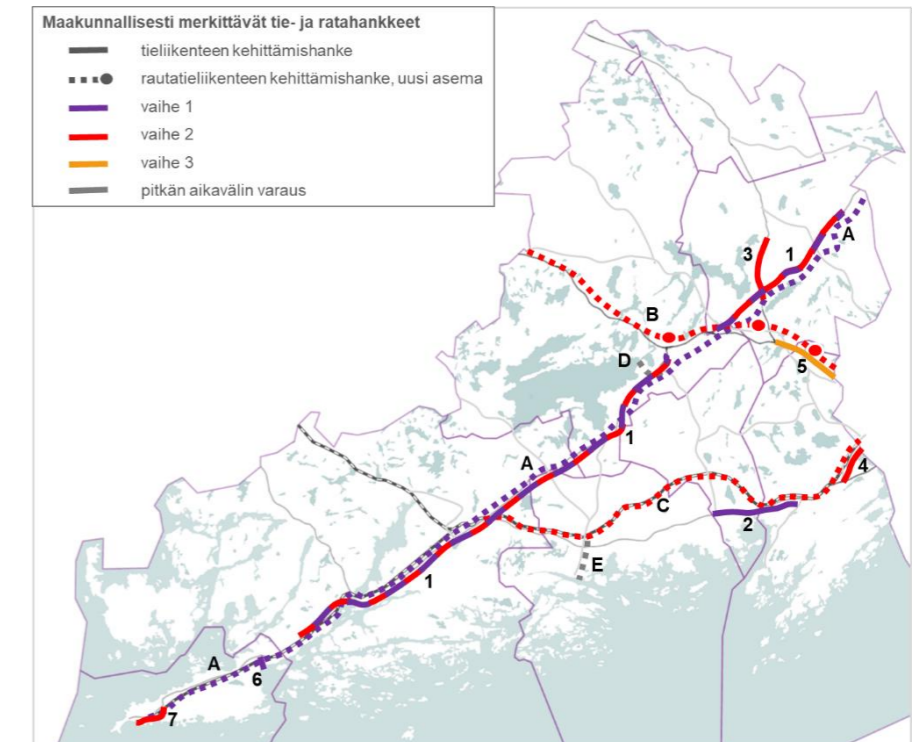 Maakunnallisesti merkittävät tie- ja ratahankkeet
tieliikenteen kehittämishanke
rautatieliikenteen kehittämishanke, uusi asema
vaihe 1
vaihe 2
vaihe 3
pitkän aikavälin varaus
3
1
A
B
D
5
1
A
4
C
2
1
E
A
6
7